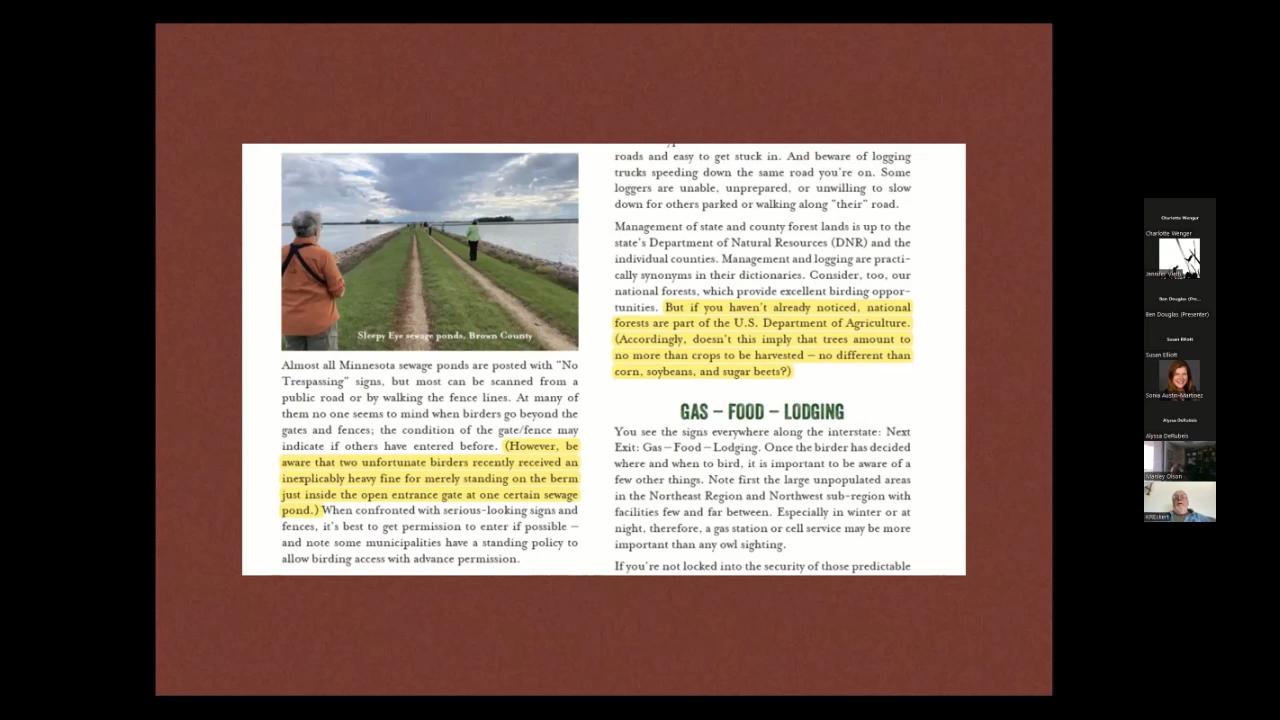 Sleepy Eye sewage ponds, Brown County
Almost all Minnesota sewage ponds are posted with “No
Trespassing” signs, but most can be scanned from a
public road or by walking the fence lines. At many of
them no one seems to mind when birders go beyond the
gates and fences; the condition of the gate/fence may
indicate if others have entered before. (However, be
aware that two unfortunate birders recently received an
inexplicably heavy fine for merely standing on the berm
just inside the open entrance gate at one certain sewage
pond.) When confronted with serious-looking signs and
fences, it’s best to get permission to enter if possible —
and note some municipalities have a standing policy to
allow birding access with advance permission.
roads and easy to get stuck in. And beware of logging
trucks speeding down the same road you’re on. Some
loggers are unable, unprepared, or unwilling to slow
down for others parked or walking along “their” road.
Management of state and county forest lands is up to the
state’s Department of Natural Resources (DNR) and the
individual counties. Management and logging are practi-
cally synonyms in their dictionaries. Consider, too, our
national forests, which provide excellent birding oppor-
tunities. But if you haven’t already noticed, national
forests are part of the U.S. Department of Agriculture.
(Accordingly, doesn’t this imply that trees amount to
no more than crops to be harvested — no different than
corn, soybeans, and sugar beets?)
GAS – FOOD – LODGING
You see the signs everywhere along the interstate: Next
Exit: Gas—Food—Lodging. Once the birder has decided
where and when to bird, it is important to be aware of a
few other things. Note first the large unpopulated areas
in the Northeast Region and Northwest sub-region with
facilities few and far between. Especially in winter or at
night, therefore, a gas station or cell service may be more
important than any owl sighting.
If you’re not locked into the security of those predictable
Charlotte Wenger
Charlotte Wenger
Jennifer
Ben Douglas (Pre...
Ben Douglas (Presenter)
Susan Elliott
Susan Elliott
Sonia Austin-Martinez
Alyssa DeRubeis
Alyssa DeRubeis
Manley Olson
KREckert